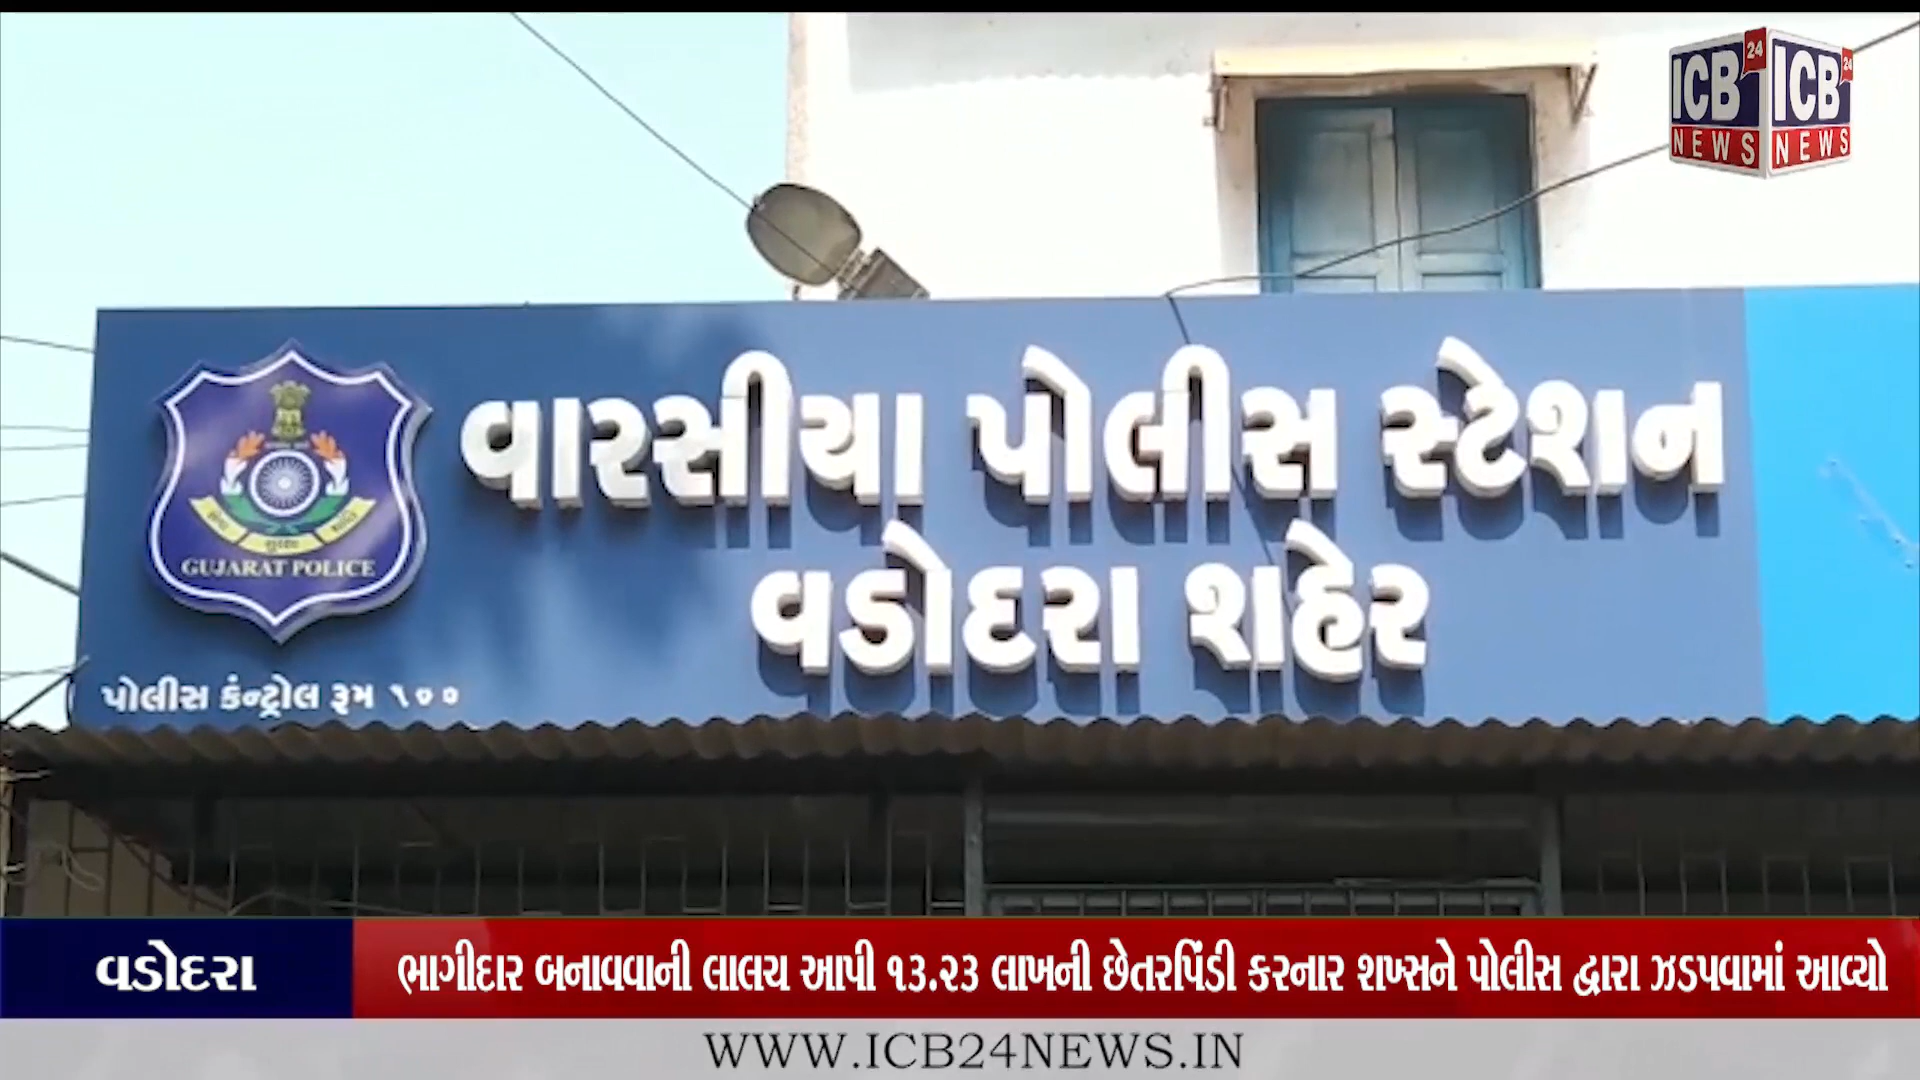 ICB 24 ICB 24
NEWS NEWS
વારસીયા પોલીસ સ્ટેશન
વડોદરા શહેર
સેવા સુરક્ષા શાંતિ
GUJARAT POLICE
પોલીસ કંન્ટ્રોલ રૂમ ૧૦૦
વડોદરા
ભાગીદાર બનાવવાની લાલચ આપી ૧૩.૨૩ લાખની છેતરપિંડી કરનાર શખ્સને પોલીસ દ્વારા ઝડપવામાં આવ્યો
WWW.ICB24NEWS.IN